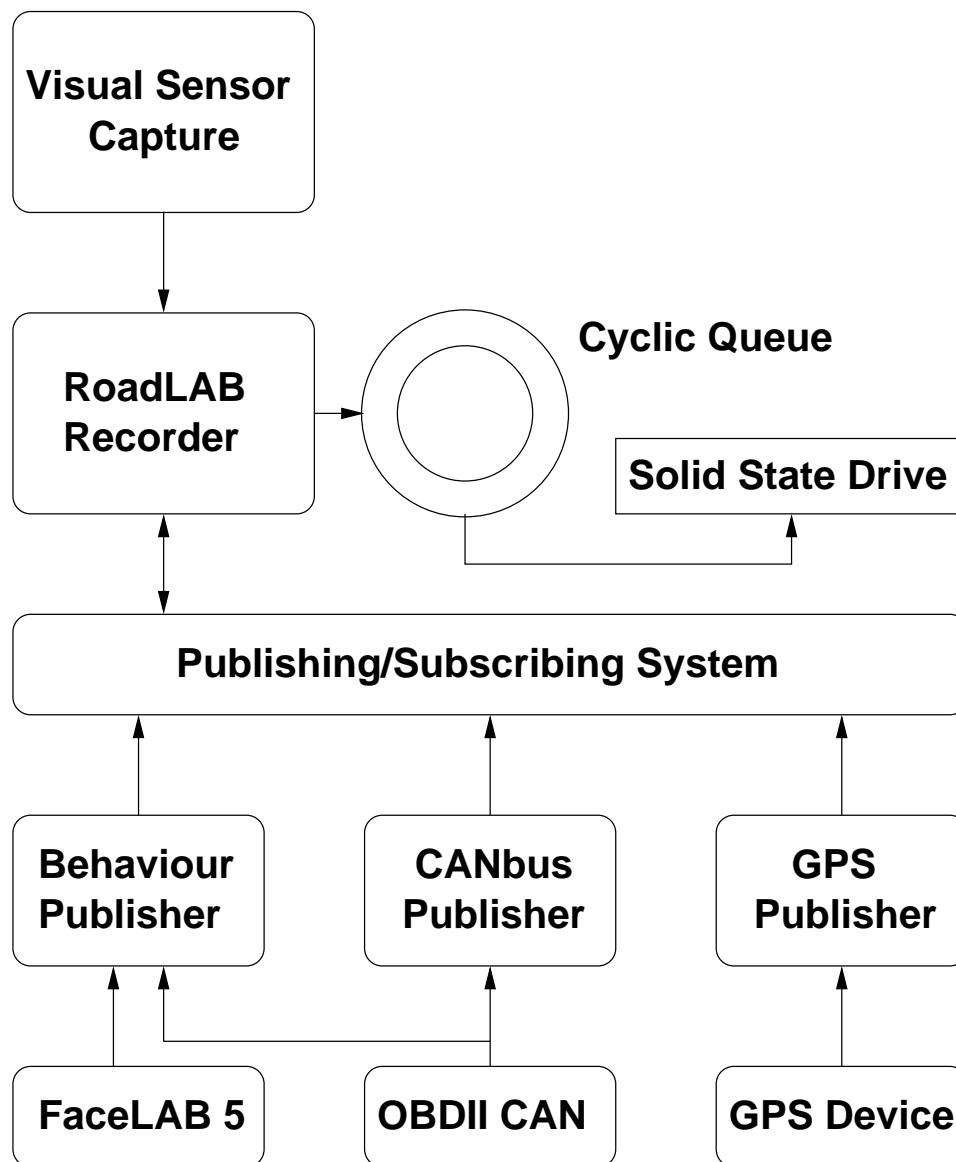 Visual Sensor
Capture
RoadLAB
Recorder
Cyclic Queue
Solid State Drive
Publishing/Subscribing System
Behaviour
Publisher
CANbus
Publisher
GPS
Publisher
FaceLAB 5
OBDII CAN
GPS Device